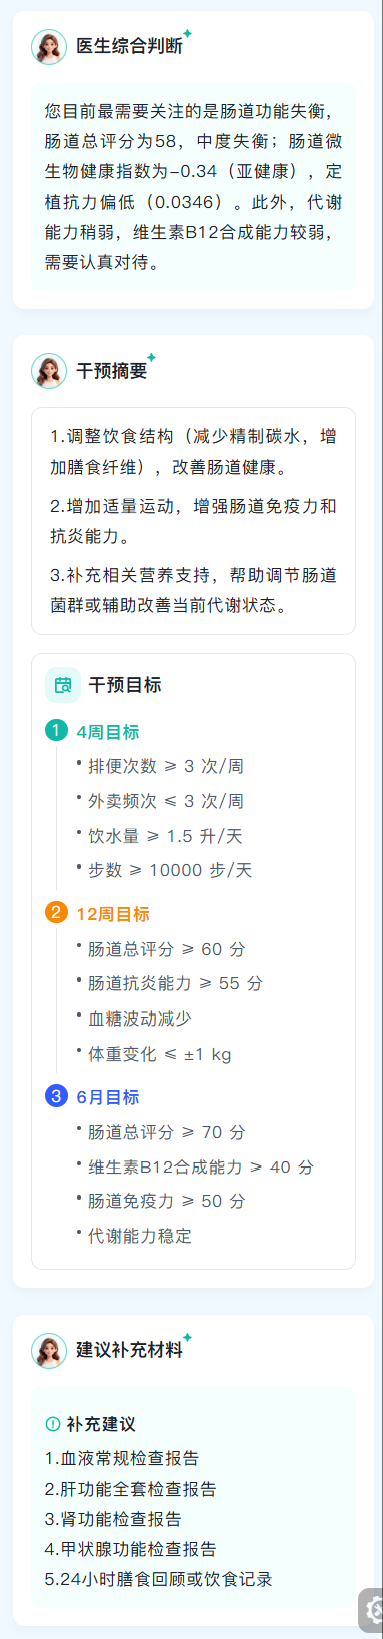 医生综合判断
您目前最需要关注的是肠道功能失衡，
肠道总评分为58，中度失衡；肠道微
生物健康指数为-0.34（亚健康），定
植抗力偏低（0.0346）。此外，代谢
能力稍弱，维生素B12合成能力较弱，
需要认真对待。
干预摘要
1.调整饮食结构（减少精制碳水，增
加膳食纤维），改善肠道健康。
2.增加适量运动，增强肠道免疫力和
抗炎能力。
3.补充相关营养支持，帮助调节肠道
菌群或辅助改善当前代谢状态。
干预目标
1 4周目标
• 排便次数 ≥ 3 次/周
• 外卖频次 ≤ 3 次/周
• 饮水量 ≥ 1.5 升/天
• 步数 ≥ 10000 步/天
2 12周目标
• 肠道总评分 ≥ 60 分
• 肠道抗炎能力 ≥ 55 分
• 血糖波动减少
• 体重变化 ≤ ±1 kg
3 6月目标
• 肠道总评分 ≥ 70 分
• 维生素B12合成能力 ≥ 40 分
• 肠道免疫力 ≥ 50 分
• 代谢能力稳定
建议补充材料
补充建议
1.血液常规检查报告
2.肝功能全套检查报告
3.肾功能检查报告
4.甲状腺功能检查报告
5.24小时膳食回顾或饮食记录